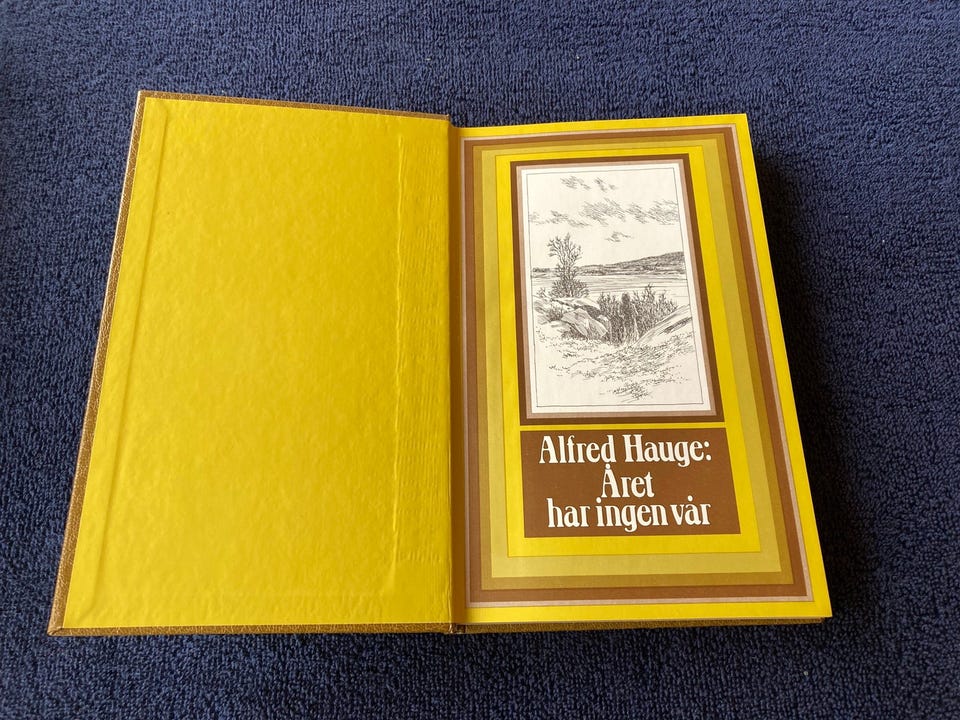 Alfred Hauge:
Året
har ingen vår